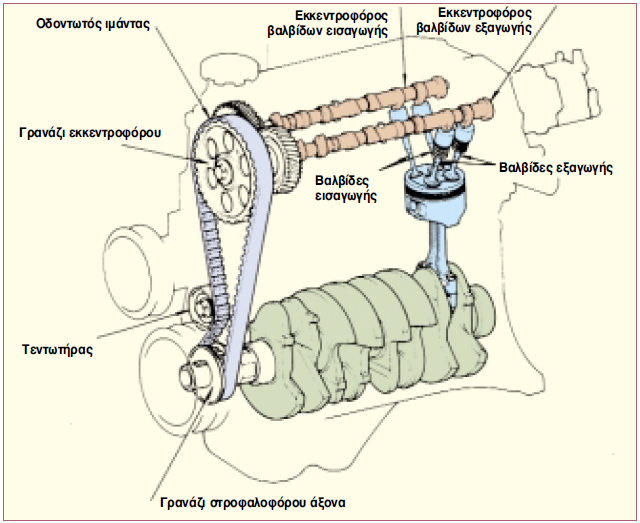 Οδοντωτός ιμάντας
Εκκεντροφόρος
βαλβίδων εισαγωγής
Εκκεντροφόρος
βαλβίδων εξαγωγής
Γρανάζι εκκεντροφόρου
Βαλβίδες
εισαγωγής
Βαλβίδες εξαγωγής
Τεντωτήρας
Γρανάζι στροφαλοφόρου άξονα